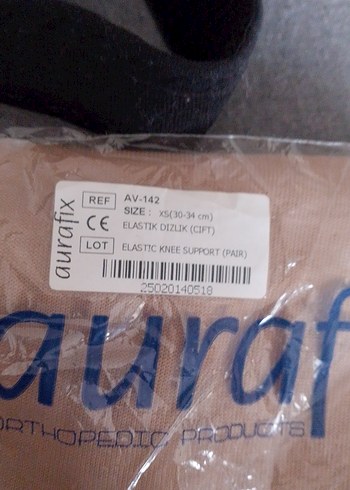 aurafix
REF AV-142
SIZE : XS(30-34 cm)
CE ELASTIK DIZLIK (CIFT)
LOT ELASTIC KNEE SUPPORT (PAIR)
25020140518
auraf
ORTHOPEDIC PRODUCTS